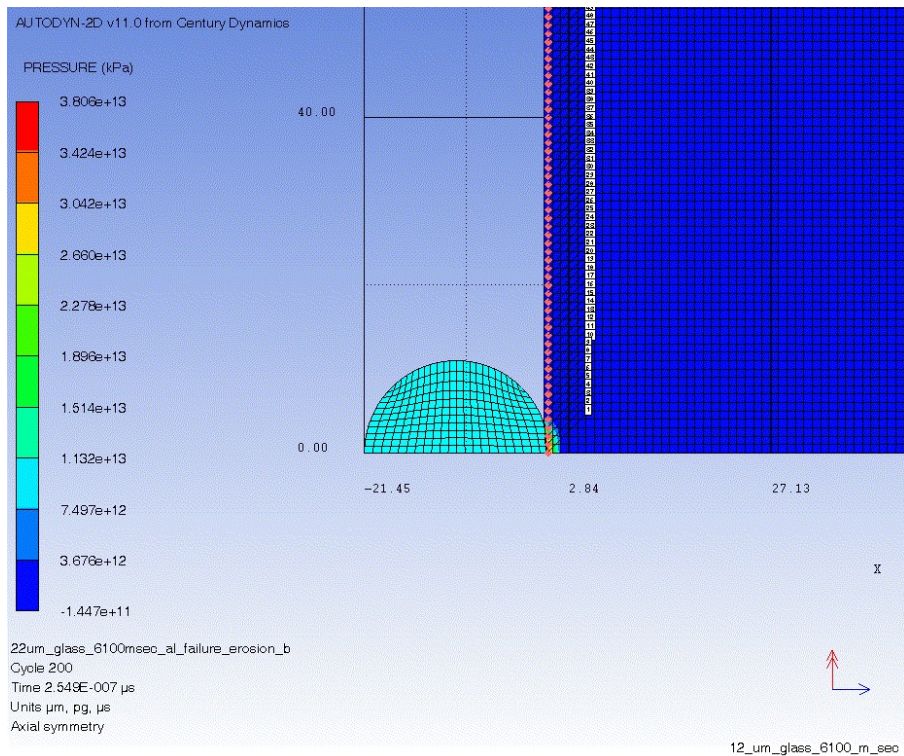 AUTODYN-2D v11.0 from Century Dynamics
PRESSURE (kPa)
3.806e+13
3.424e+13
3.042e+13
2.660e+13
2.278e+13
1.896e+13
1.514e+13
1.132e+13
7.497e+12
3.676e+12
-1.447e+11
40.00
0.00
-21.45 2.84 27.13
X
22um_glass_6100msec_al_failure_erosion_b
Cycle 200
Time 2.549E-007 µs
Units µm, pg, µs
Axial symmetry
12_um_glass_6100_m_sec